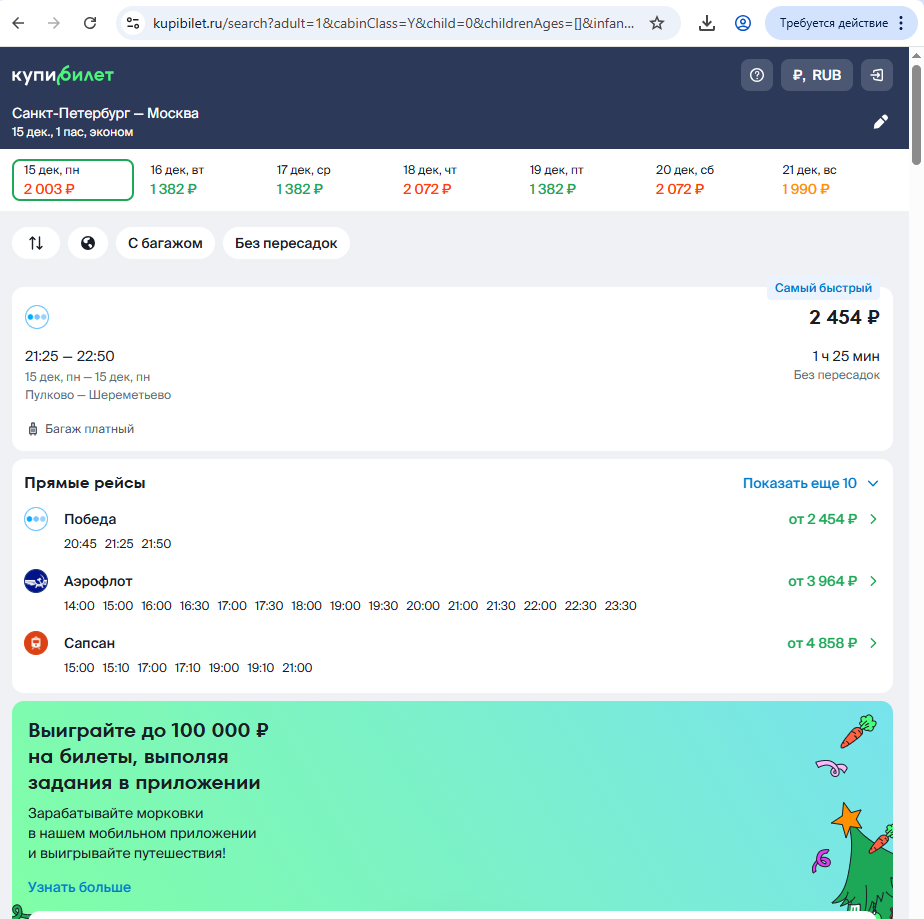 kupibilet.ru/search?adult=1&cabinClass=Y&child=0&childrenAges=[]&infan...
Требуется действие
купибилет
₽, RUB
Санкт-Петербург — Москва
15 дек., 1 пас, эконом
15 дек, пн
2 003 ₽
16 дек, вт
1 382 ₽
17 дек, ср
1 382 ₽
18 дек, чт
2 072 ₽
19 дек, пт
1 382 ₽
20 дек, сб
2 072 ₽
21 дек, вс
1 990 ₽
С багажом
Без пересадок
Самый быстрый
2 454 ₽
21:25 — 22:50
1 ч 25 мин
15 дек, пн — 15 дек, пн
Без пересадок
Пулково — Шереметьево
Багаж платный
Прямые рейсы
Показать еще 10
Победа
от 2 454 ₽
20:45 21:25 21:50
Аэрофлот
от 3 964 ₽
14:00 15:00 16:00 16:30 17:00 17:30 18:00 19:00 19:30 20:00 21:00 21:30 22:00 22:30 23:30
Сапсан
от 4 858 ₽
15:00 15:10 17:00 17:10 19:00 19:10 21:00
Выиграйте до 100 000 ₽
на билеты, выполяя
задания в приложении
Зарабатывайте морковки
в нашем мобильном приложении
и выигрывайте путешествия!
Узнать больше